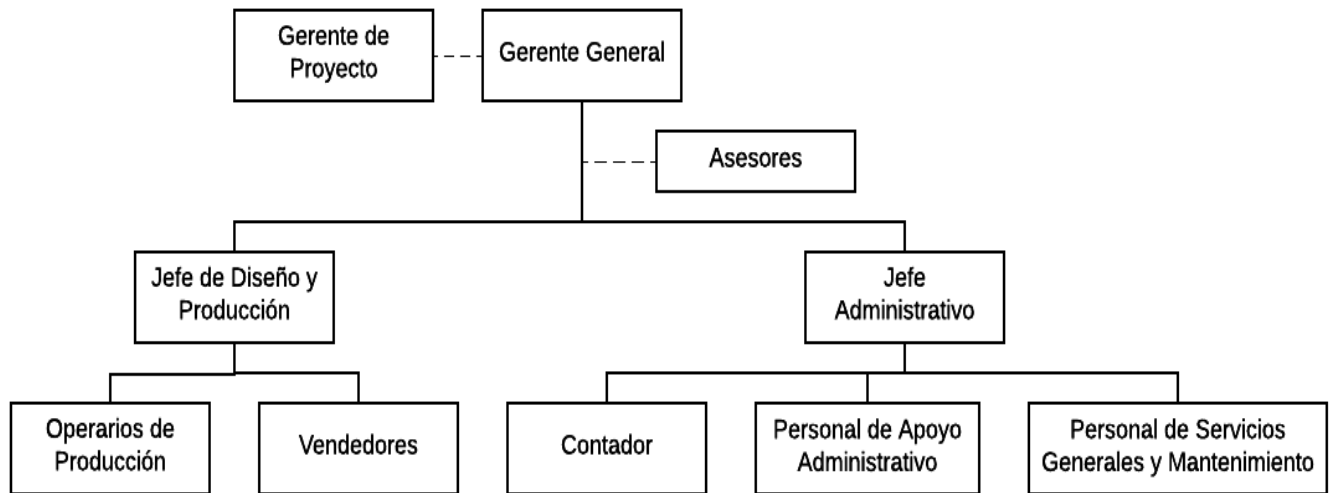 Gerente de
Proyecto
Gerente General
Asesores
Jefe de Diseño y
Producción
Jefe
Administrativo
Operarios de
Producción
Vendedores
Contador
Personal de Apoyo
Administrativo
Personal de Servicios
Generales y Mantenimiento